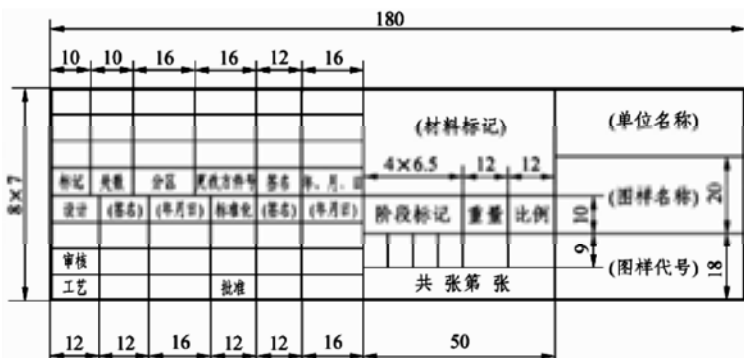 180
10 10 16 16 12 16
(材料标记) (单位名称)
4×6.5 12 12
8×7
标记 处数 分区 更改文件号 签名 年、月、日
设计 (签名) (年月日) 标准化 (签名) (年月日) 阶段标记 重量 比例 10 (图样名称) 20
审核 9 (图样代号) 18
工艺 批准 共 张第 张
12 12 16 12 12 16 50